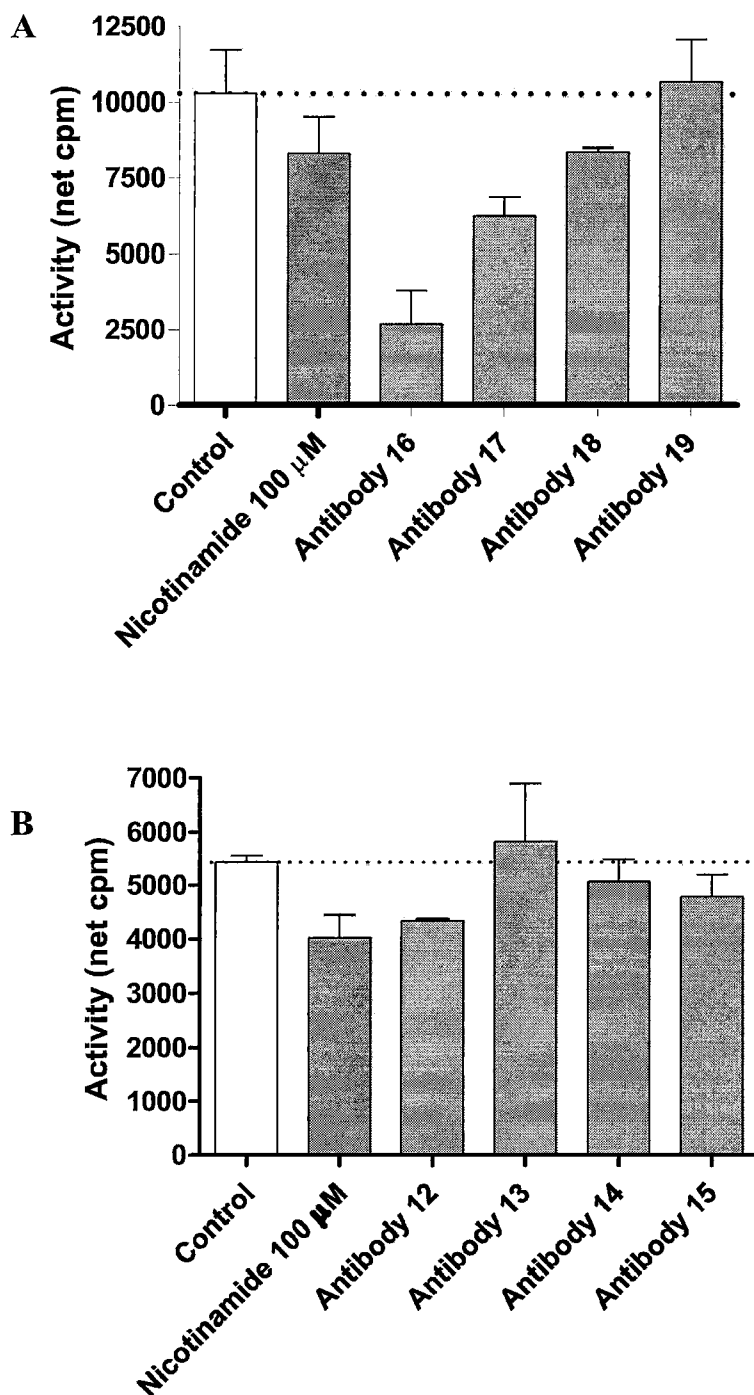 A
Activity (net cpm)
12500
10000
7500
5000
2500
0
Control
Nicotinamide 100 μM
Antibody 16
Antibody 17
Antibody 18
Antibody 19
B
Activity (net cpm)
7000
6000
5000
4000
3000
2000
1000
0
Control
Nicotinamide 100 μM
Antibody 12
Antibody 13
Antibody 14
Antibody 15